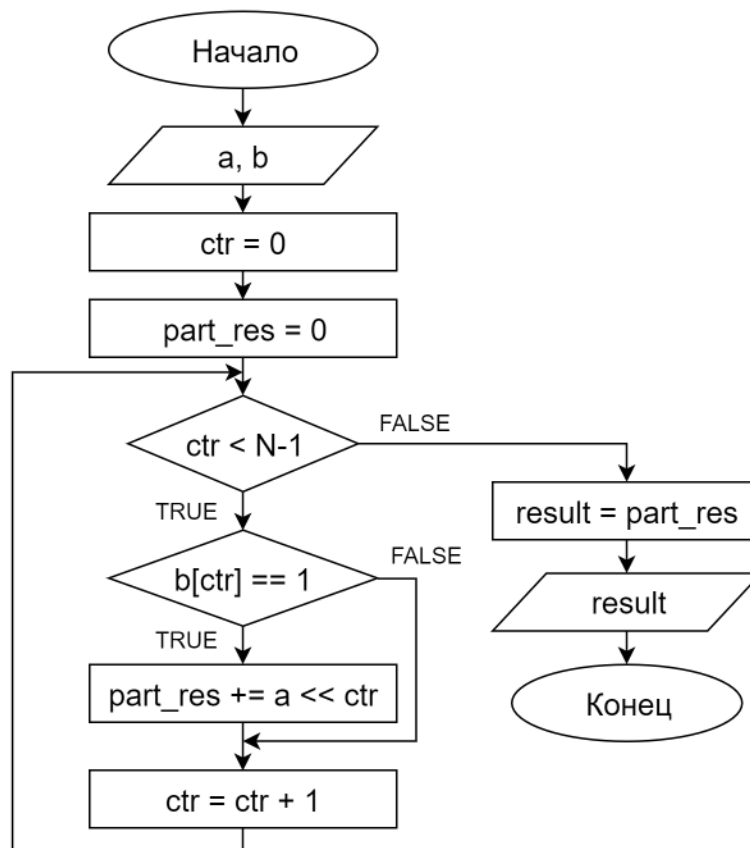 Начало
a, b
ctr = 0
part_res = 0
ctr < N-1
FALSE
TRUE
b[ctr] == 1
FALSE
TRUE
part_res += a << ctr
ctr = ctr + 1
result = part_res
result
Конец